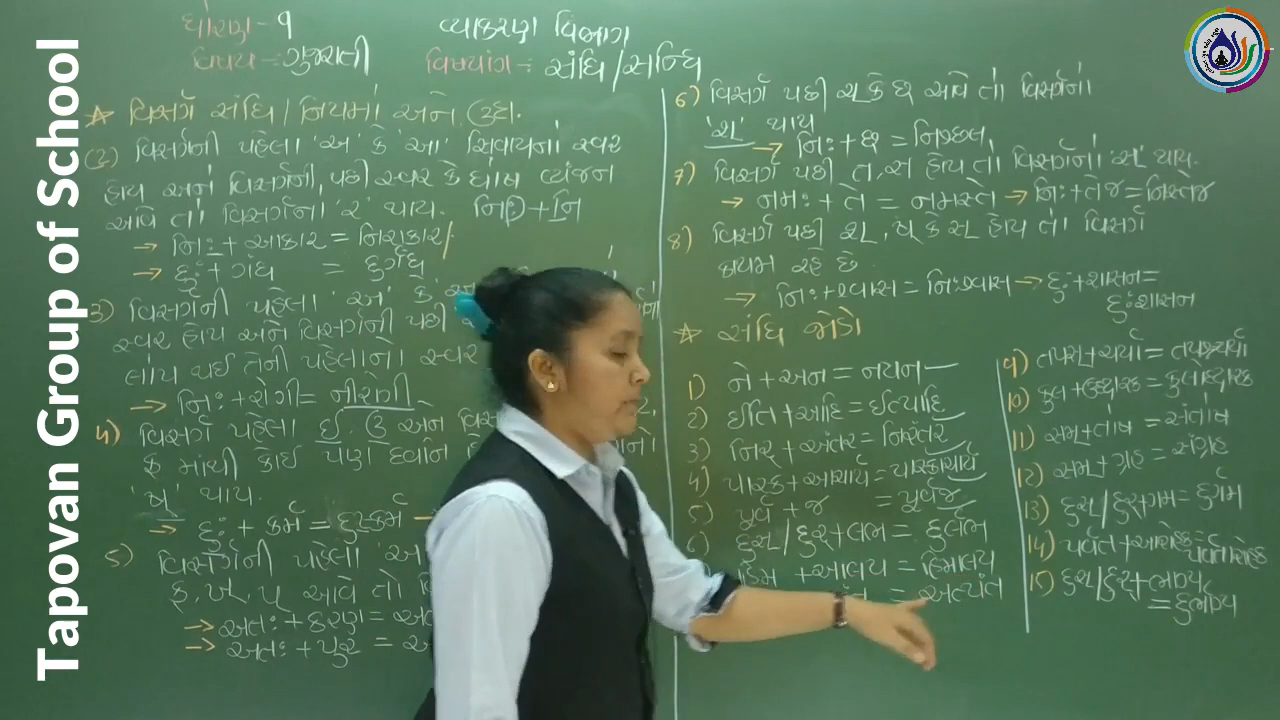 Tapovan Group of School
ધોરણ - ૧
વિષય - ગુજરાતી
વ્યાકરણ વિભાગ
વિષયાંગ - સંધિ / સન્ધિ
વિસર્ગ સંધિ / નિયમો અને ઉદા.
(૨) વિસર્ગની પહેલા 'અ' કે 'આ' સિવાયનો સ્વર
હોય અને વિસર્ગની પછી સ્વર કે ઘોષ વ્યંજન
આવે તો વિસર્ગનો 'ર' થાય. નિઃ + નિ
→ નિઃ + આકાર = નિરાકાર
→ દુઃ + ગંધ = દુર્ગંધ
૩) વિસર્ગની પહેલા 'અ' કે
સ્વર હોય અને વિસર્ગની પછી
લોપ થઈ તેની પહેલાનો સ્વર
→ નિઃ + રોગી = નીરોગી
૪) વિસર્ગ પહેલા ઇ, ઉ અને
ફ માંથી કોઈ પણ ધ્વનિ
'ષ' થાય.
→ દુઃ + કર્મ = દુષ્કર્મ
૫) વિસર્ગની પહેલા 'અ
ક, ખ, પ્ આવે તો
→ અતઃ + કરણ =
→ અતઃ + પુર =
૬) વિસર્ગ પછી ચ કે છ આવે તો વિસર્ગનો
'શ' થાય
→ નિઃ + છલ = નિશ્છલ
૭) વિસર્ગ પછી ત, સ હોય તો વિસર્ગનો 'સ' થાય.
→ નમઃ + તે = નમસ્તે → નિઃ + તેજ = નિસ્તેજ
૮) વિસર્ગ પછી શ, ષ કે સ હોય તો વિસર્ગ
કાયમ રહે છે.
→ નિઃ + શ્વાસ = નિઃશ્વાસ → દુઃ + શાસન =
દુઃશાસન
સંધિ જોડો
૧) ને + અન = નયન
૨) ઈતિ + આદિ = ઈત્યાદિ
૩) નિર્ + અંતર = નિરંતર
૪) યાસ્ક + આચાર્ય = યાસ્કાચાર્ય
૫) પૂર્વ + જ = પૂર્વજ
૬) દુસ્ / દુર્ + લભ = દુર્લભ
હિમ + આલય = હિમાલય
= અત્યંત
૯) તપસ્ + ચર્યા = તપશ્ચર્યા
૧૦) કુલ + ઉદ્ધારક = કુલોદ્ધારક
૧૧) સમ્ + તોષ = સંતોષ
૧૨) સમ્ + ગ્રહ = સંગ્રહ
૧૩) દુસ્ / દુર્ + ગમ = દુર્ગમ
૧૪) પર્વત + આરોહક = પર્વતારોહક
૧૫) દુસ્ / દુર્ + ભાગ્ય
= દુર્ભાગ્ય